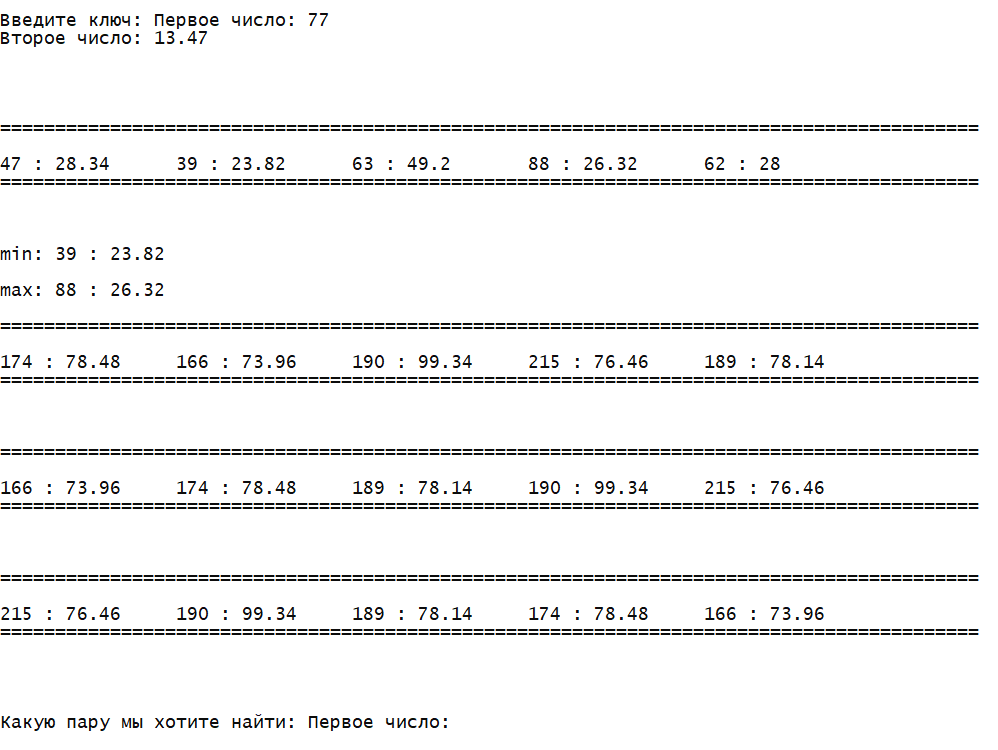 Введите ключ: Первое число: 77
Второе число: 13.47
=========================================================================================
47 : 28.34 39 : 23.82 63 : 49.2 88 : 26.32 62 : 28
=========================================================================================
min: 39 : 23.82
max: 88 : 26.32
=========================================================================================
174 : 78.48 166 : 73.96 190 : 99.34 215 : 76.46 189 : 78.14
=========================================================================================
=========================================================================================
166 : 73.96 174 : 78.48 189 : 78.14 190 : 99.34 215 : 76.46
=========================================================================================
=========================================================================================
215 : 76.46 190 : 99.34 189 : 78.14 174 : 78.48 166 : 73.96
=========================================================================================
Какую пару мы хотите найти: Первое число: